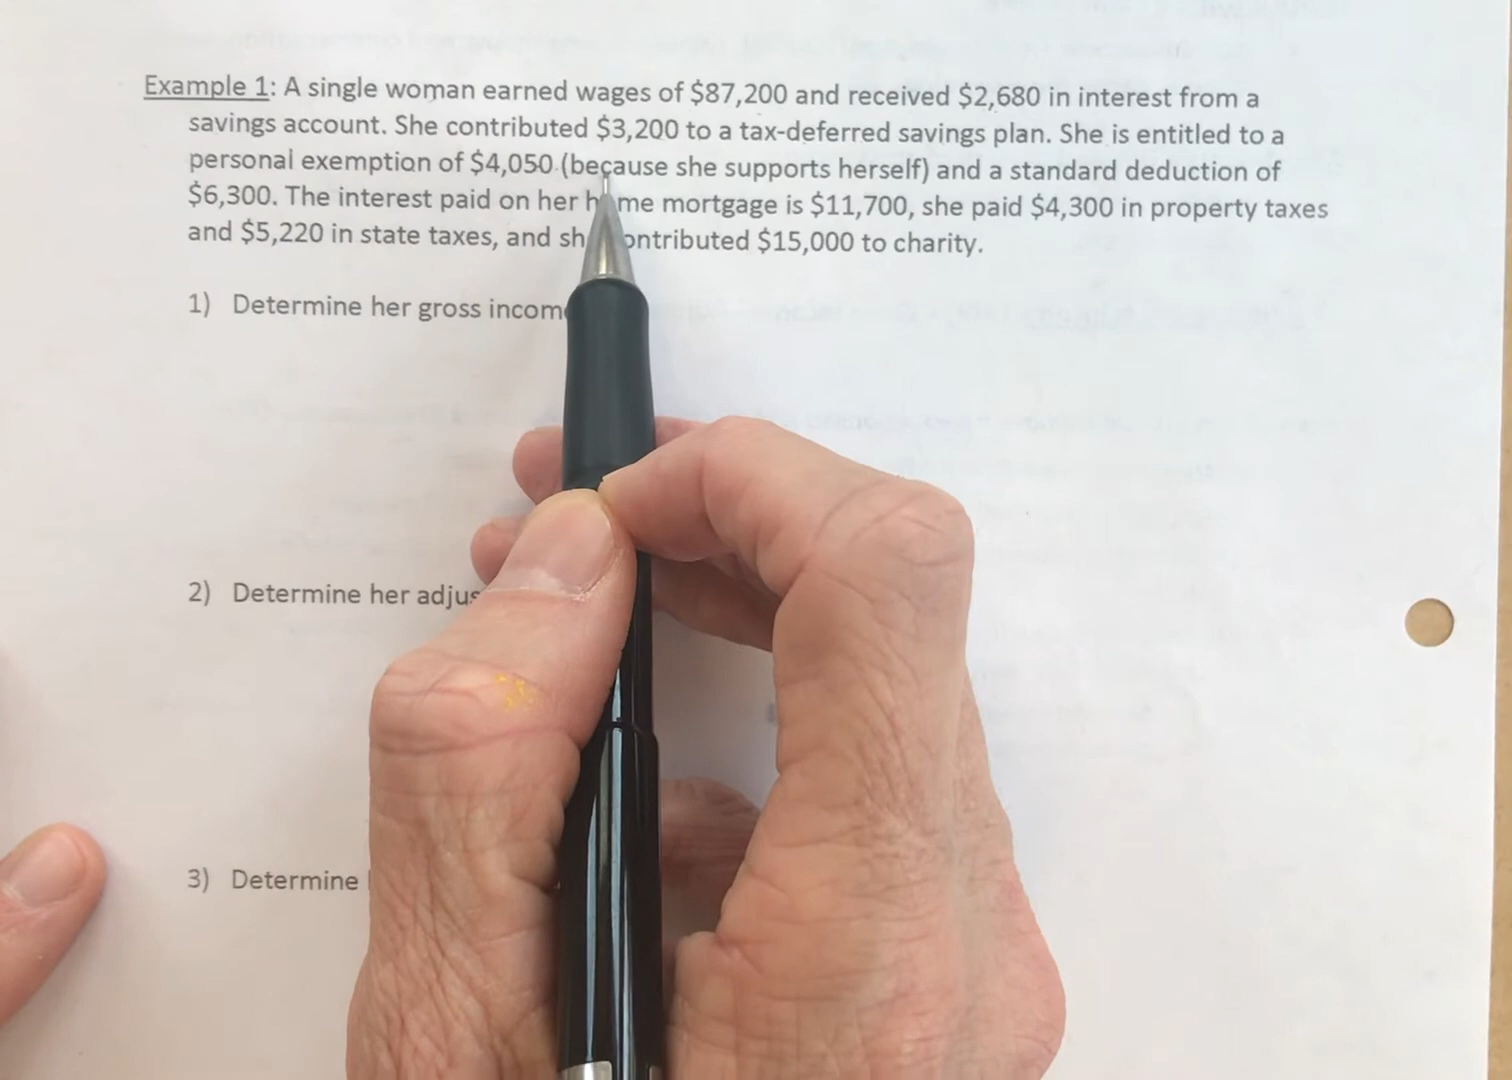 Example 1: A single woman earned wages of $87,200 and received $2,680 in interest from a
savings account. She contributed $3,200 to a tax-deferred savings plan. She is entitled to a
personal exemption of $4,050 (because she supports herself) and a standard deduction of
$6,300. The interest paid on her h me mortgage is $11,700, she paid $4,300 in property taxes
and $5,220 in state taxes, and sh ontributed $15,000 to charity.
1) Determine her gross incom
2) Determine her adjus
3) Determine